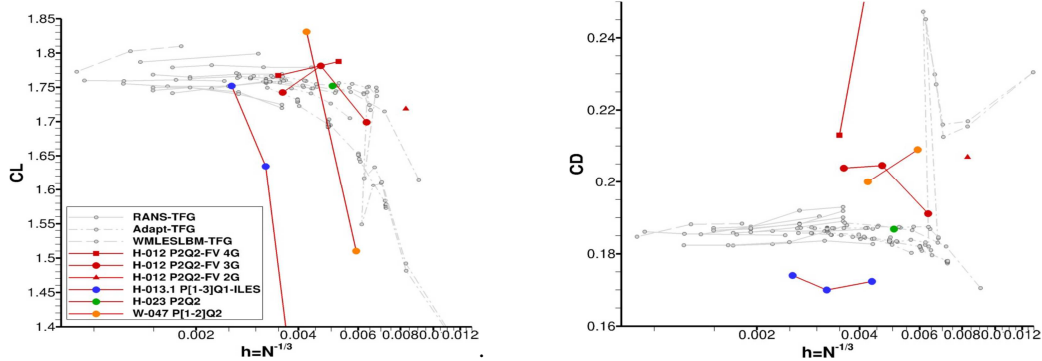 1.85
1.8
1.75
1.7
1.65
1.6
1.55
1.5
1.45
1.4
CL
RANS-TFG
Adapt-TFG
WMLESLBM-TFG
H-012 P2Q2-FV 4G
H-012 P2Q2-FV 3G
H-012 P2Q2-FV 2G
H-013.1 P[1-3]Q1-ILES
H-023 P2Q2
W-047 P[1-2]Q2
0.002 0.004 0.006 0.008 0.01 0.012
h=N-1/3
.
0.24
0.22
0.2
0.18
0.16
CD
0.002 0.004 0.006 0.008 0.01 0.012
h=N-1/3